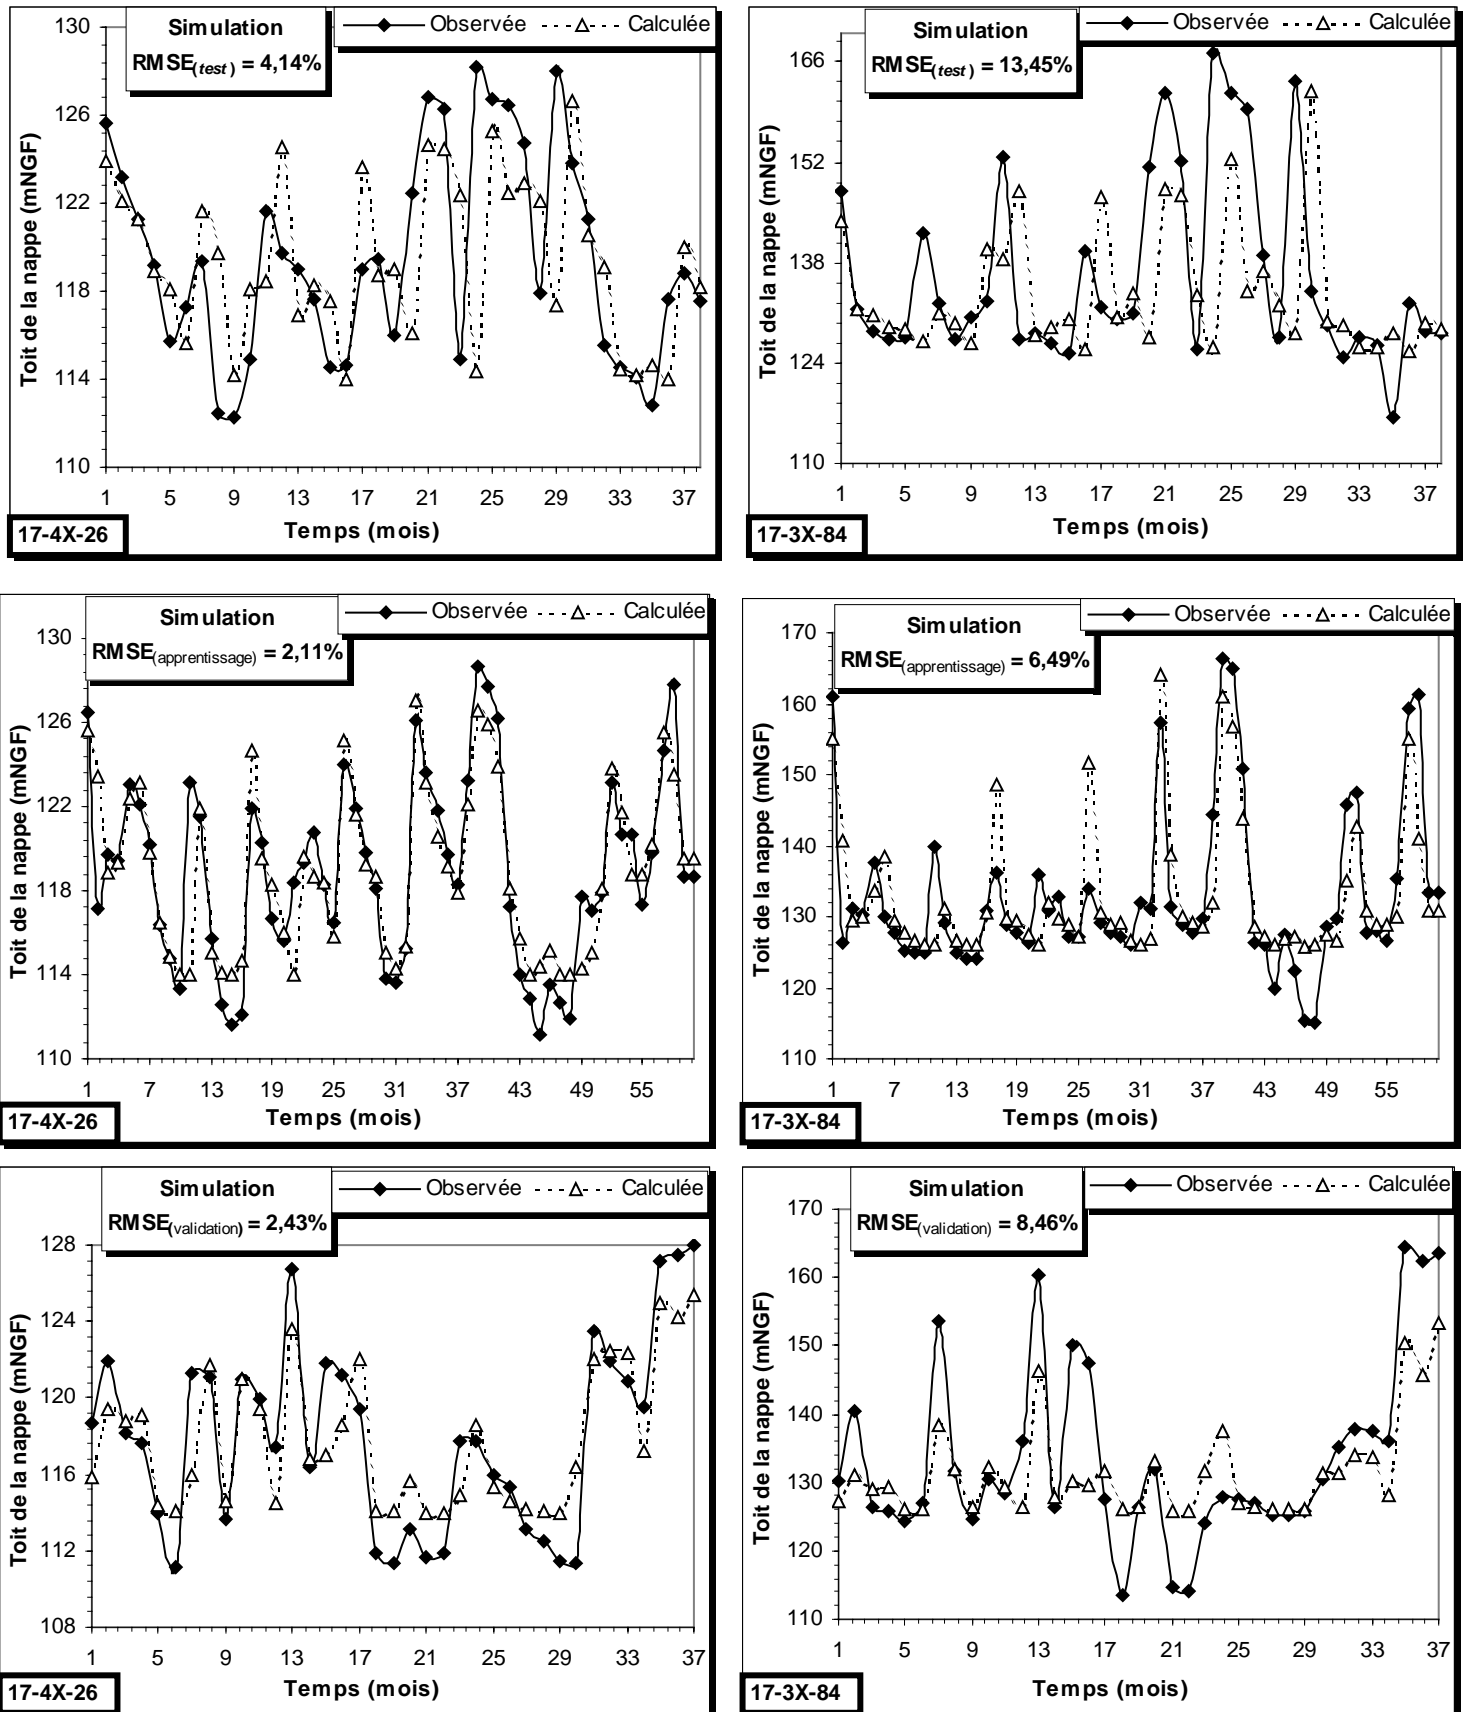 Simulation
RMSE(test) = 4,14%
Observée Calculée
Toit de la nappe (mNGF)
130
126
122
118
114
110
1 5 9 13 17 21 25 29 33 37
Temps (mois)
17-4X-26
Simulation
RMSE(test) = 13,45%
Observée Calculée
Toit de la nappe (mNGF)
166
152
138
124
110
1 5 9 13 17 21 25 29 33 37
Temps (mois)
17-3X-84
Simulation
RMSE(apprentissage) = 2,11%
Observée Calculée
Toit de la nappe (mNGF)
130
126
122
118
114
110
1 7 13 19 25 31 37 43 49 55
Temps (mois)
17-4X-26
Simulation
RMSE(apprentissage) = 6,49%
Observée Calculée
Toit de la nappe (mNGF)
170
160
150
140
130
120
110
1 7 13 19 25 31 37 43 49 55
Temps (mois)
17-3X-84
Simulation
RMSE(validation) = 2,43%
Observée Calculée
Toit de la nappe (mNGF)
128
124
120
116
112
108
1 5 9 13 17 21 25 29 33 37
Temps (mois)
17-4X-26
Simulation
RMSE(validation) = 8,46%
Observée Calculée
Toit de la nappe (mNGF)
170
160
150
140
130
120
110
1 5 9 13 17 21 25 29 33 37
Temps (mois)
17-3X-84